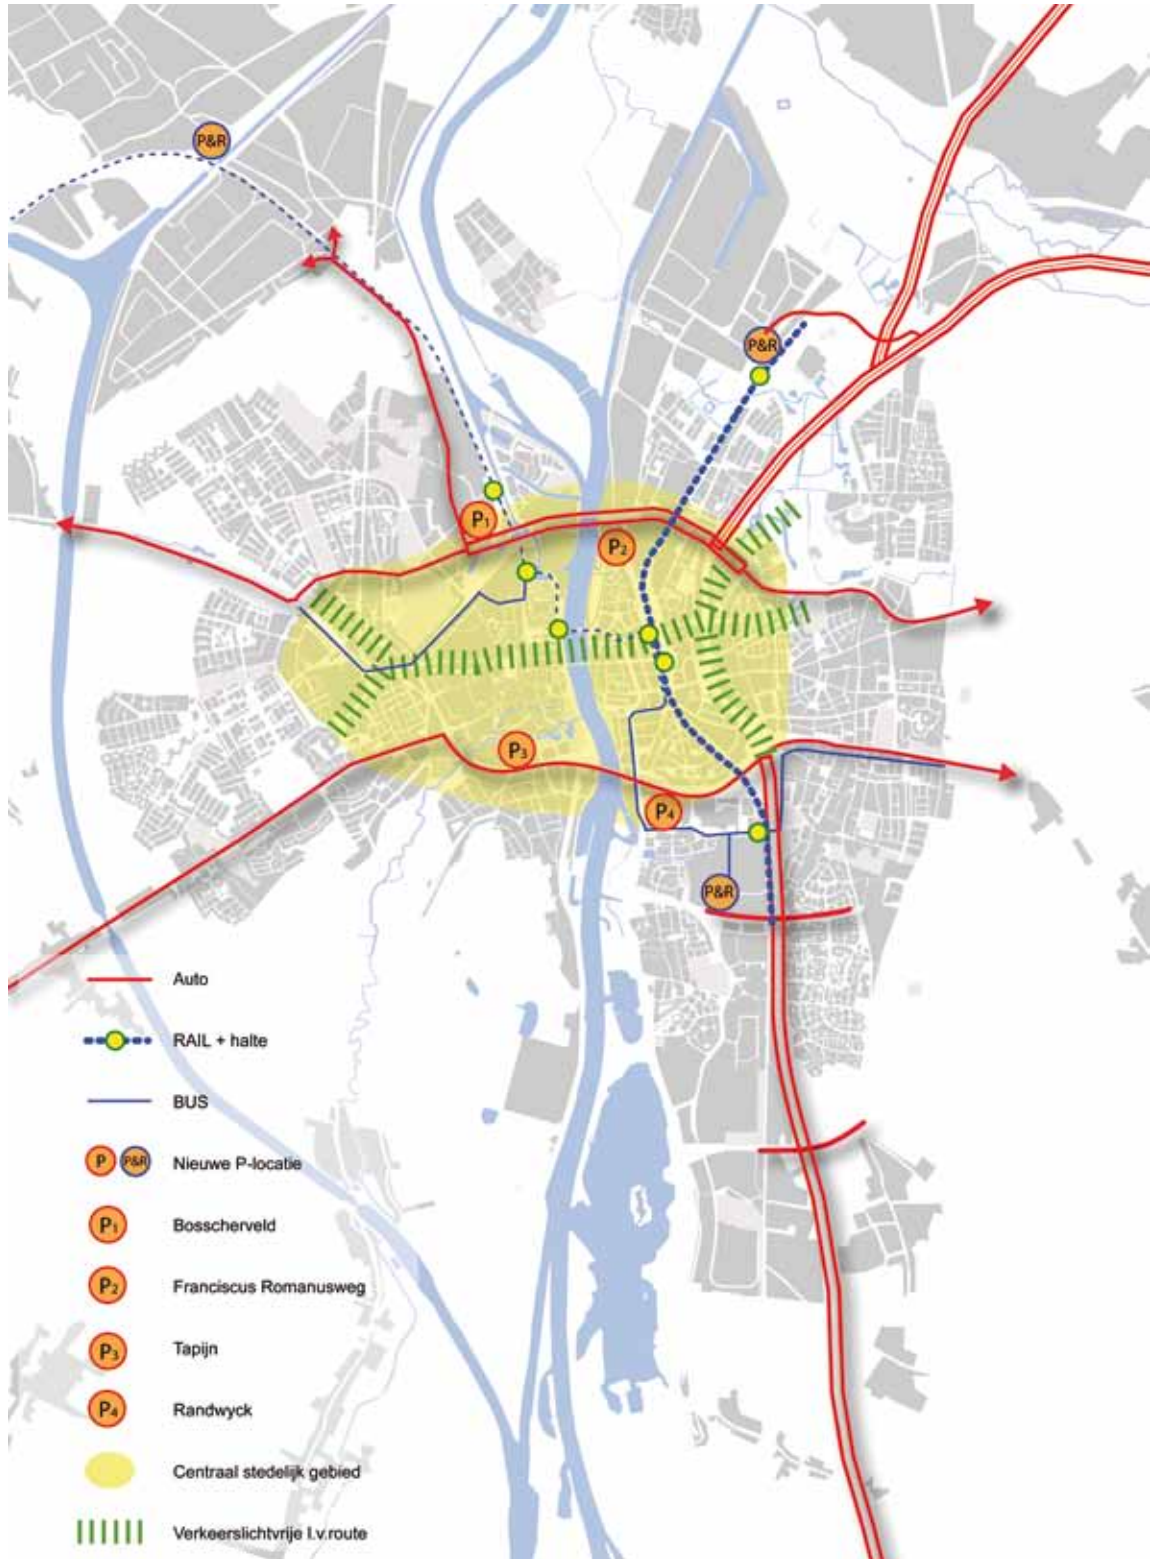 P&R
P&R
P1
P2
P3
P4
P&R
Auto
RAIL + halte
BUS
P P&R Nieuwe P-locatie
P1 Bosscherveld
P2 Franciscus Romanusweg
P3 Tapijn
P4 Randwyck
Centraal stedelijk gebied
Verkeerslichtvrije l.v.route